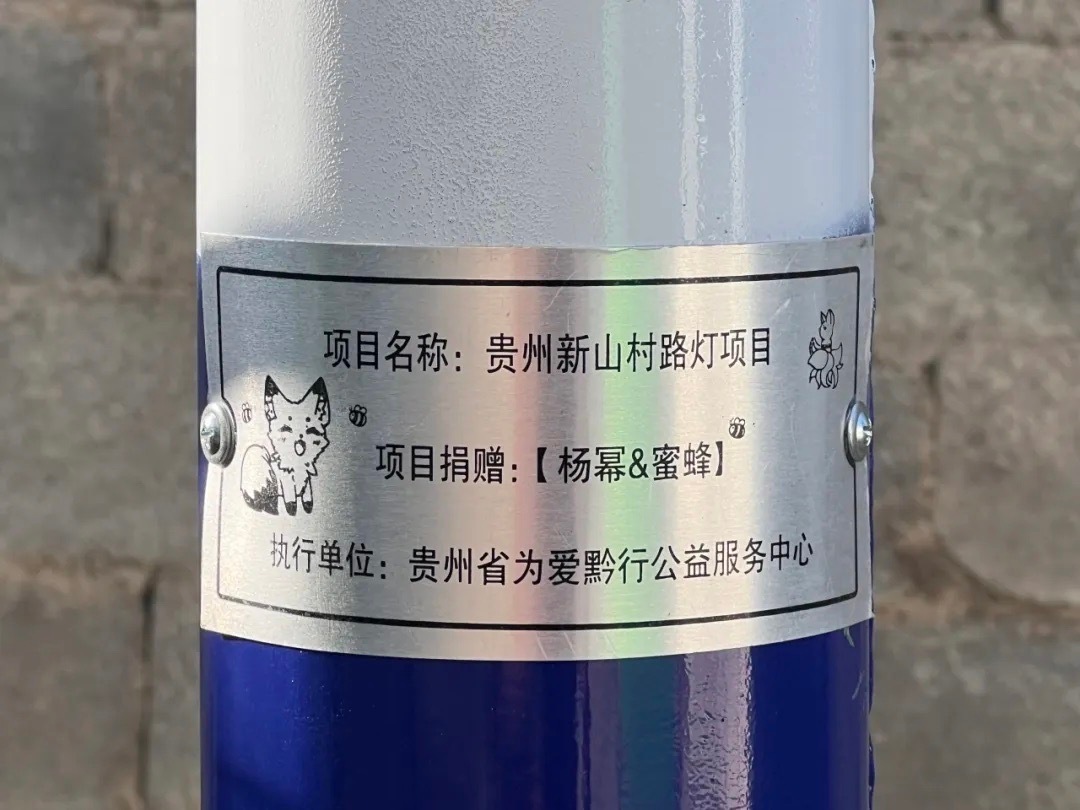 项目名称：贵州新山村路灯项目
项目捐赠：【杨幂&蜜蜂】
执行单位：贵州省为爱黔行公益服务中心